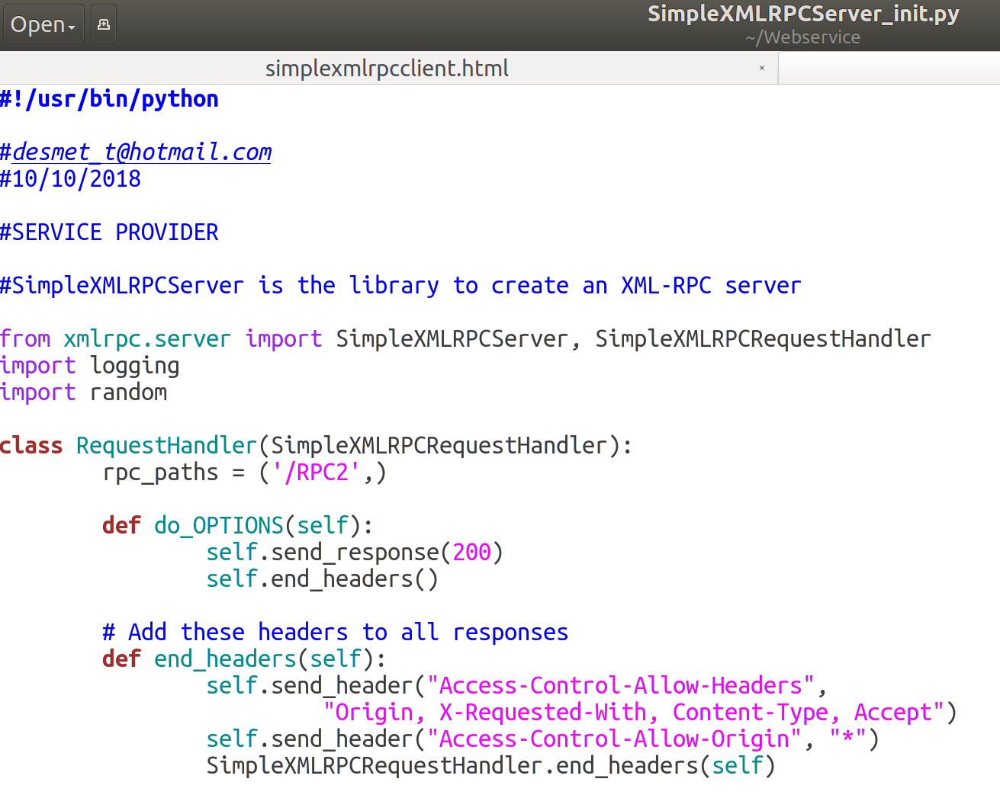 Open
SimpleXMLRPCServer_init.py
~/Webservice
simplexmlrpcclient.html ×
#!/usr/bin/python
#desmet_t@hotmail.com
#10/10/2018
#SERVICE PROVIDER
#SimpleXMLRPCServer is the library to create an XML-RPC server
from xmlrpc.server import SimpleXMLRPCServer, SimpleXMLRPCRequestHandler
import logging
import random
class RequestHandler(SimpleXMLRPCRequestHandler):
        rpc_paths = ('/RPC2',)
        def do_OPTIONS(self):
                self.send_response(200)
                self.end_headers()
        # Add these headers to all responses
        def end_headers(self):
                self.send_header("Access-Control-Allow-Headers",
                         "Origin, X-Requested-With, Content-Type, Accept")
                self.send_header("Access-Control-Allow-Origin", "*")
                SimpleXMLRPCRequestHandler.end_headers(self)